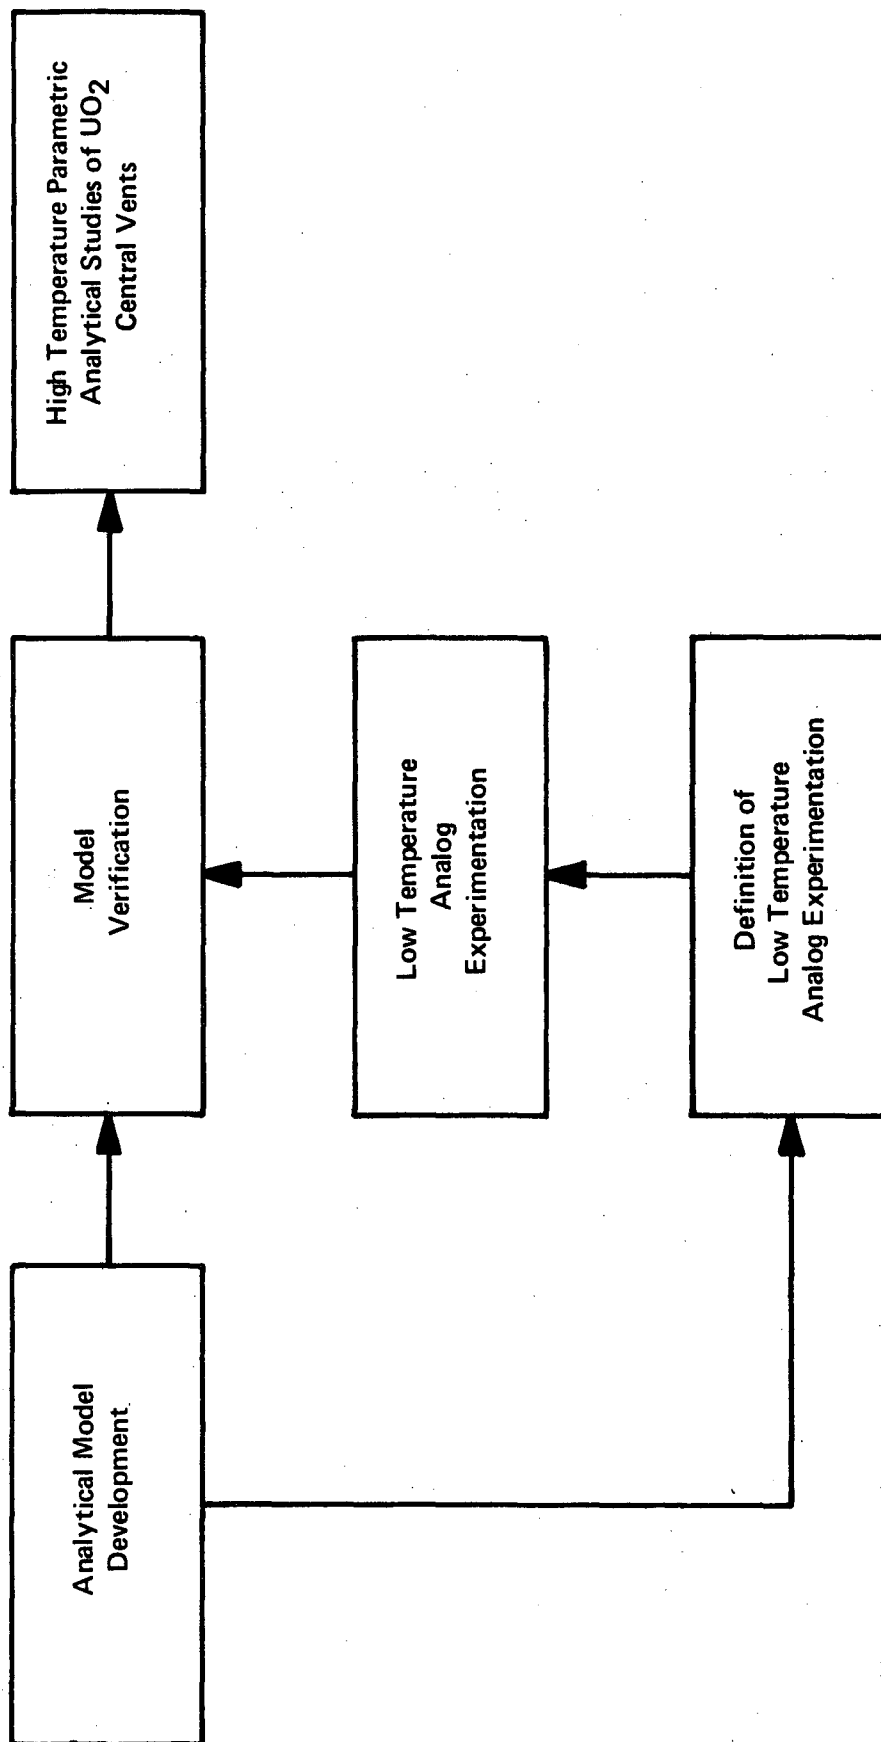 Analytical Model
Development
Model
Verification
High Temperature Parametric
Analytical Studies of UO2
Central Vents
Low Temperature
Analog
Experimentation
Definition of
Low Temperature
Analog Experimentation